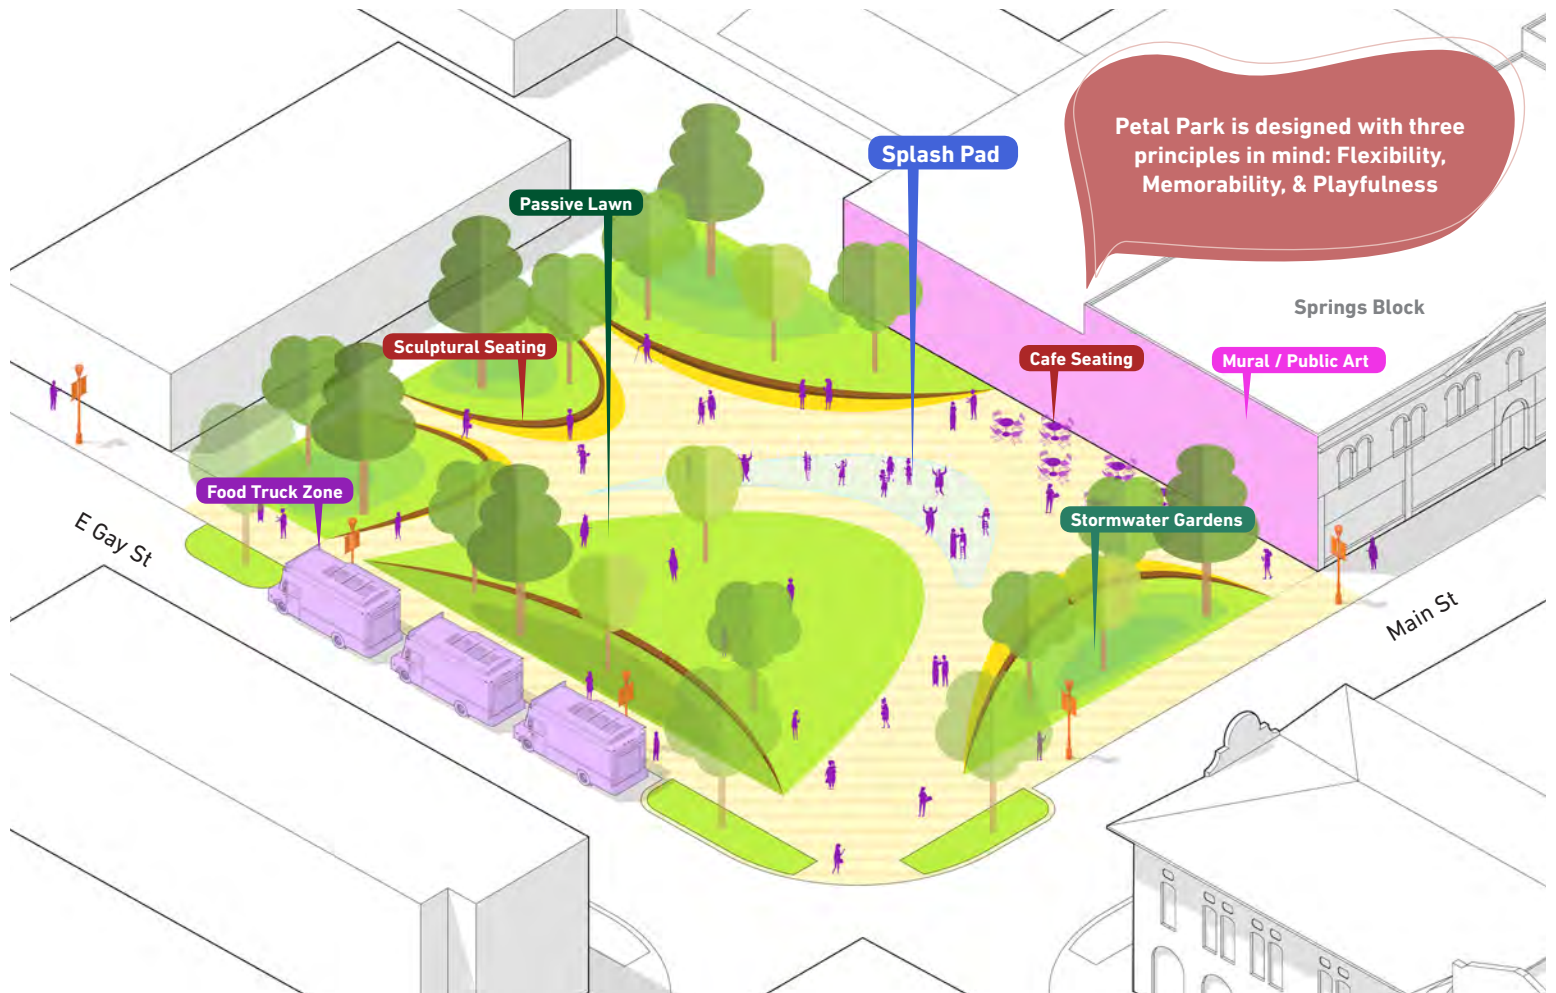 Petal Park is designed with three
principles in mind: Flexibility,
Memorability, & Playfulness
Splash Pad
Passive Lawn
Springs Block
Sculptural Seating
Cafe Seating
Mural / Public Art
Food Truck Zone
Stormwater Gardens
E Gay St
Main St